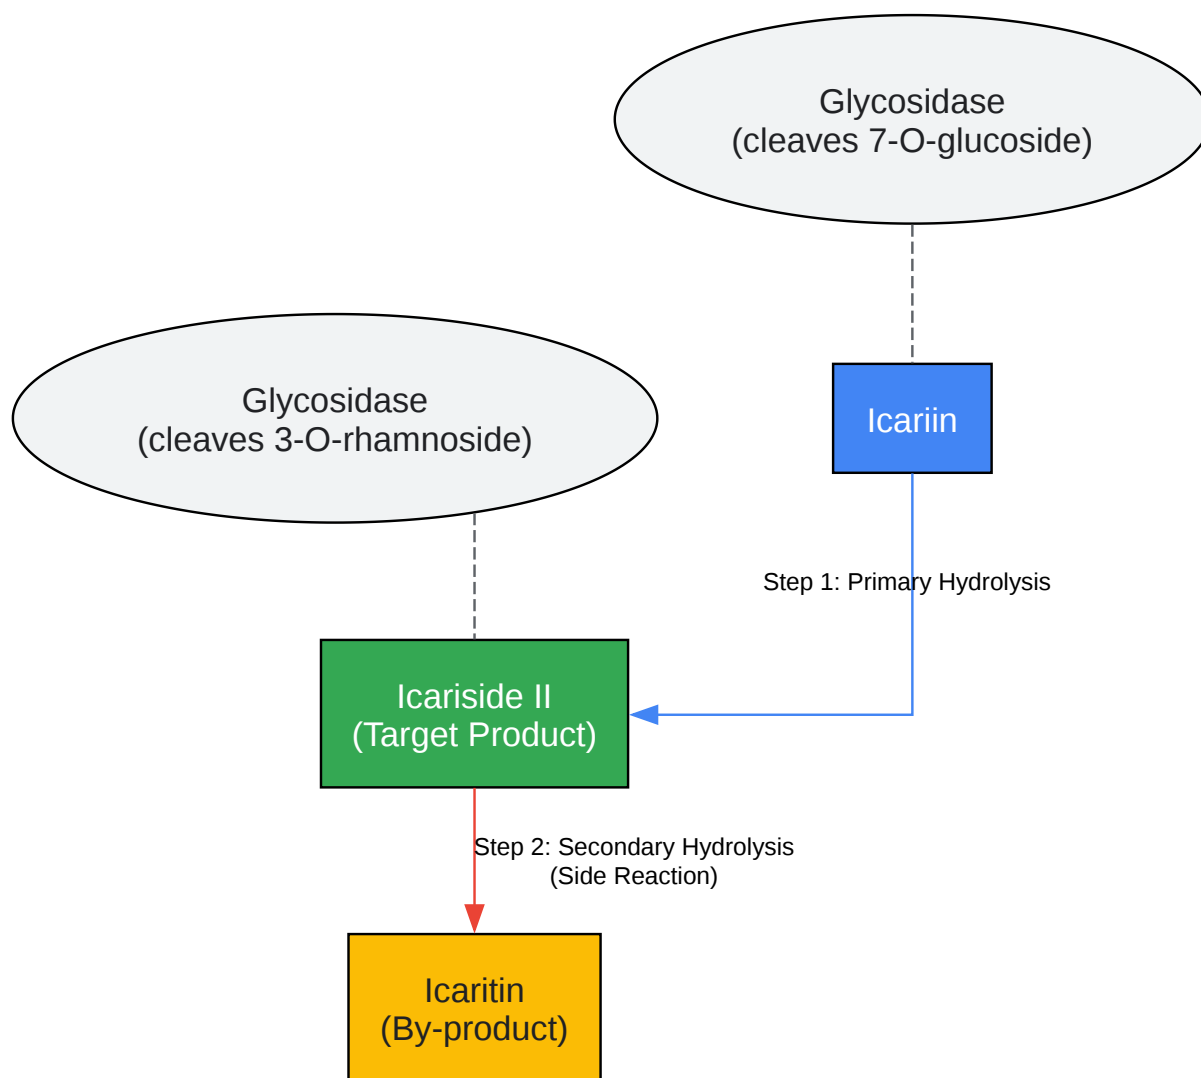 Glycosidase
(cleaves 7-O-glucoside)
Glycosidase
(cleaves 3-O-rhamnoside)
Icariin
Step 1: Primary Hydrolysis
Icariside II
(Target Product)
Step 2: Secondary Hydrolysis
(Side Reaction)
Icaritin
(By-product)